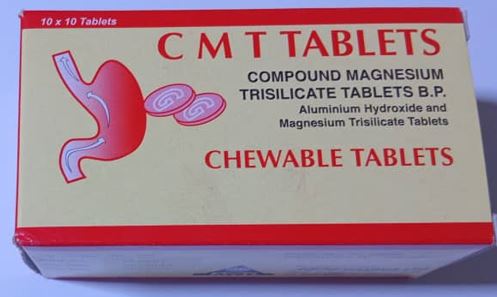 10 x 10 Tablets
C M T TABLETS
COMPOUND MAGNESIUM
TRISILICATE TABLETS B.P.
Aluminium Hydroxide and
Magnesium Trisilicate Tablets
CHEWABLE TABLETS